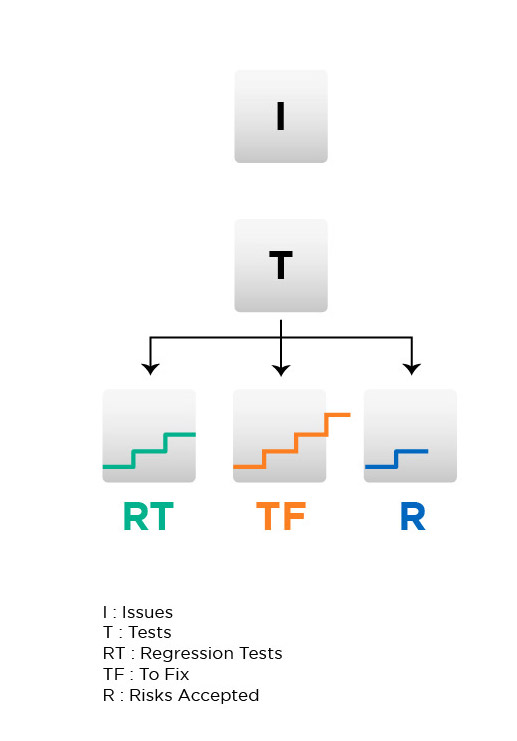 I
T
RT TF R
I : Issues
T : Tests
RT : Regression Tests
TF : To Fix
R : Risks Accepted